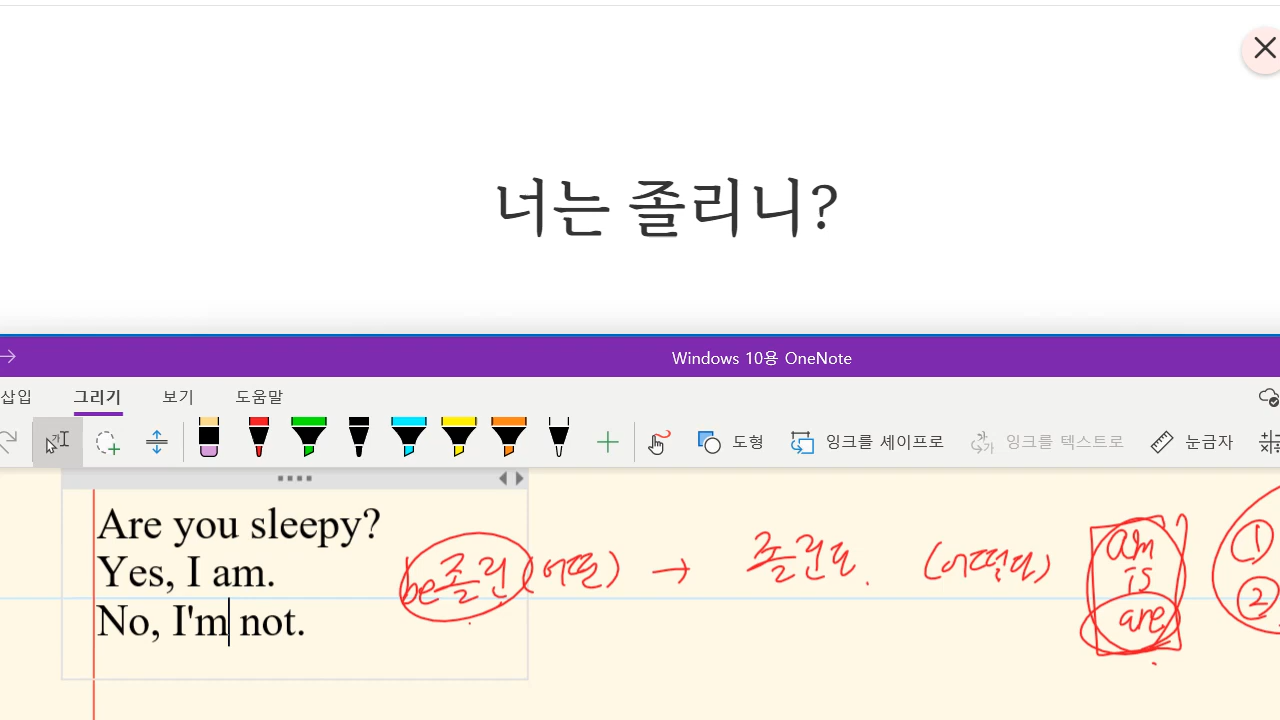 너는 졸리니?
Windows 10용 OneNote
삽입 그리기 보기 도움말
도형 잉크를 셰이프로 잉크를 텍스트로 눈금자
Are you sleepy?
Yes, I am.
No, I'm not.
be졸린 (어떤) → 졸린다. (어떻다)
am
is
are
①
②